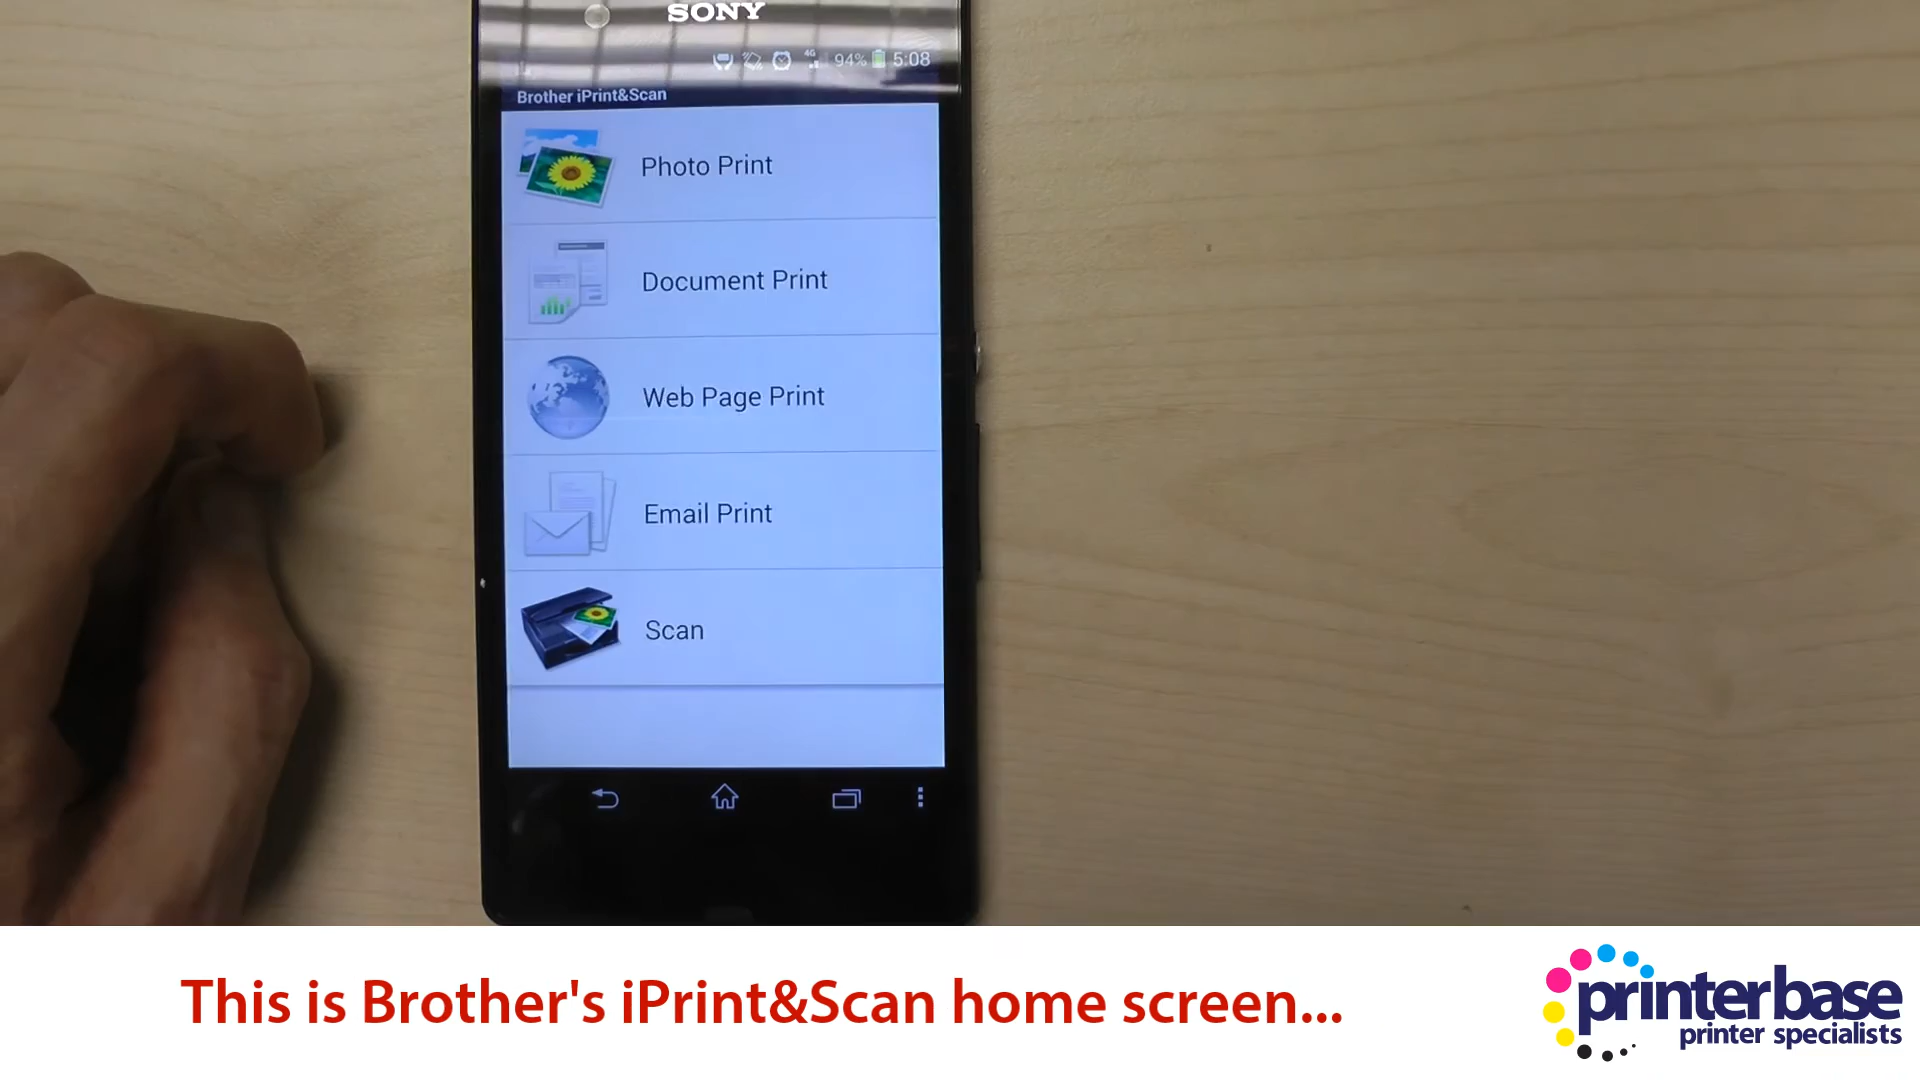 SONY
4G 94% 5:08
Brother iPrint&Scan
Photo Print
Document Print
Web Page Print
Email Print
Scan
This is Brother's iPrint&Scan home screen...
printerbase
printer specialists